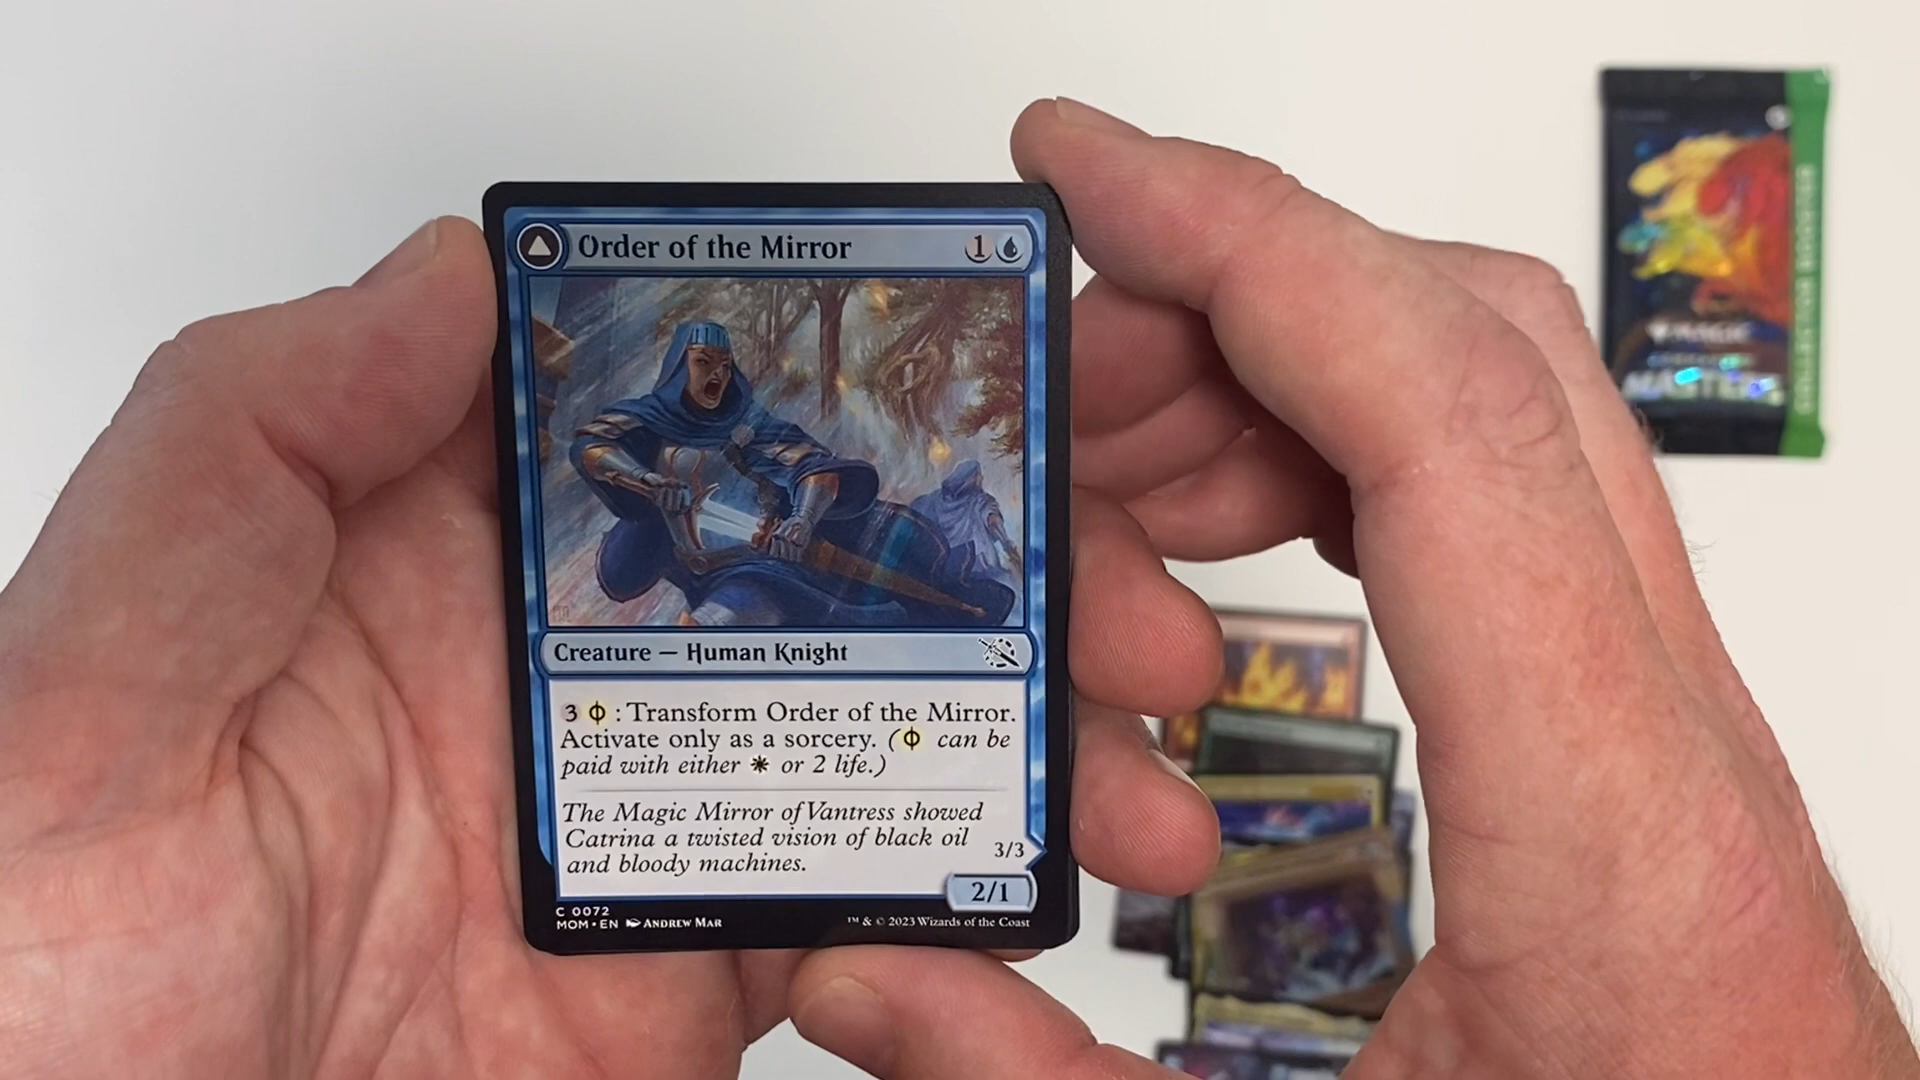 Order of the Mirror 1
Creature — Human Knight
3 : Transform Order of the Mirror.
Activate only as a sorcery. ( can be
paid with either or 2 life.)
The Magic Mirror of Vantress showed
Catrina a twisted vision of black oil
and bloody machines.
3/3
2/1
C 0072
MOM • EN ANDREW MAR
™ & © 2023 Wizards of the Coast
MAGIC
MASTERS
COLLECTOR BOOSTER